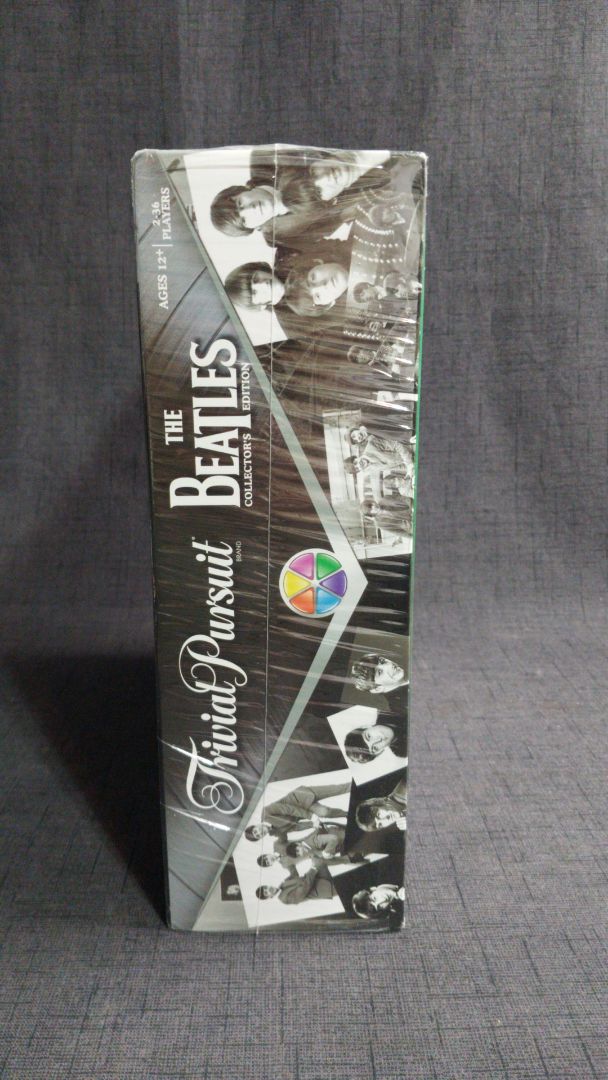 Trivial Pursuit®
BRAND
THE
BEATLES
COLLECTOR'S EDITION
AGES 12+
2-36
PLAYERS